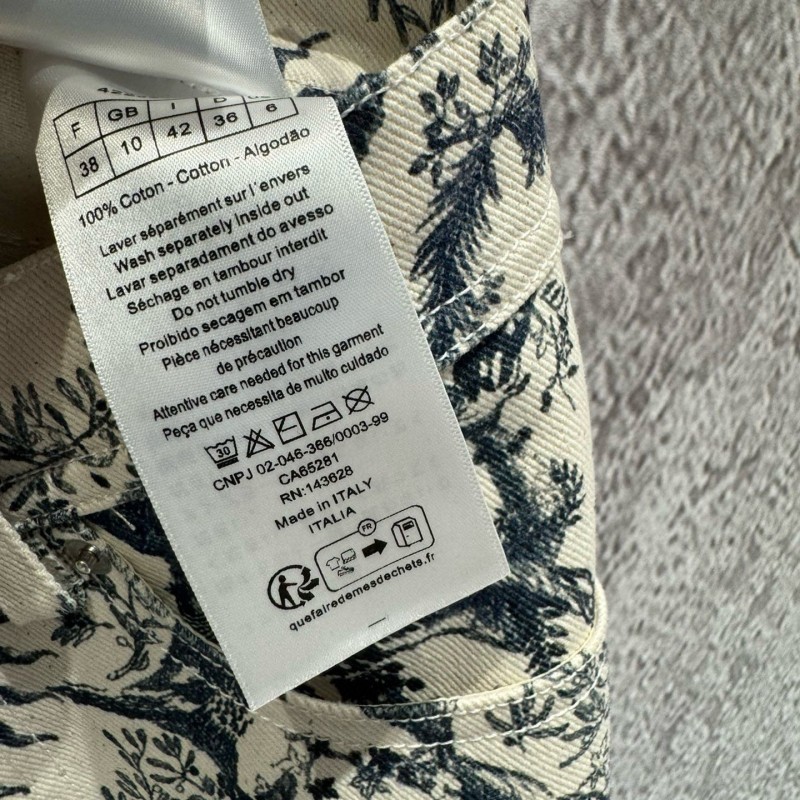 F GB I D
38 10 42 36 6
100% Coton - Cotton - Algodão
Laver séparément sur l'envers
Wash separately Inside out
Lavar separadamento do avesso
Séchage en tambour interdit
Do not tumble dry
Proibido secagem em tambor
Pièce nécessitant beaucoup
de précaution
Attentive care needed for this garment
Peça que necessita de muito cuidado
30
CNPJ 02-046-366/0003-99
CA65281
RN:143628
Made in ITALY
ITALIA
FR
quefairedemesdechets.fr